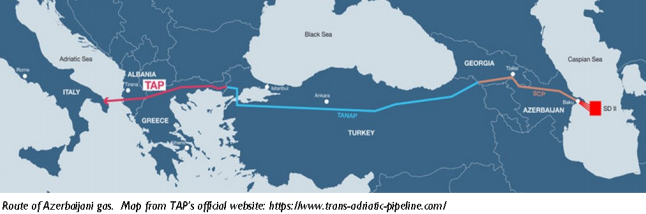 Black Sea
Caspian Sea
Adriatic Sea
GEORGIA
Tbilisi
Rome
ALBANIA
Tirana
TAP
Istanbul
Ankara
SCP
Baku
SD II
ITALY
AZERBAIJAN
TANAP
GREECE
TURKEY
Athens
Route of Azerbaijani gas. Map from TAP's official website: https://www.trans-adriatic-pipeline.com/